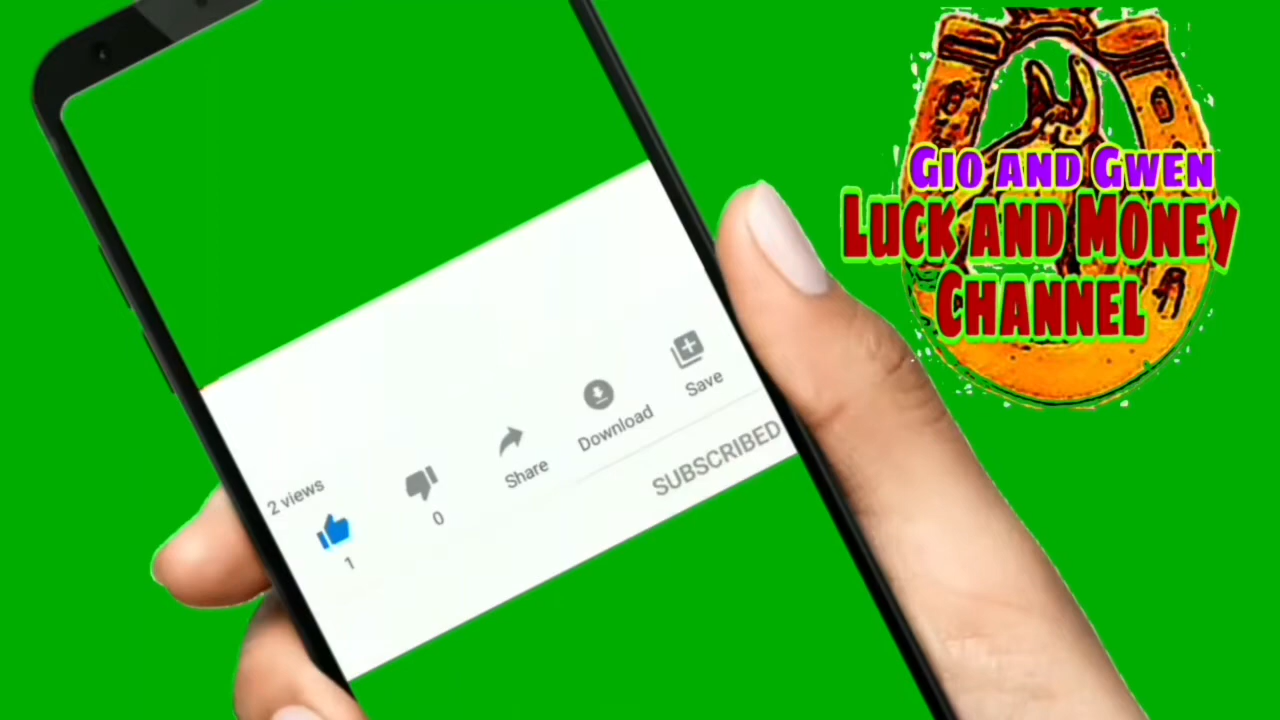 Gio and Gwen
Luck and Money
Channel
Save
Download
Share
SUBSCRIBED
2 views
0
1